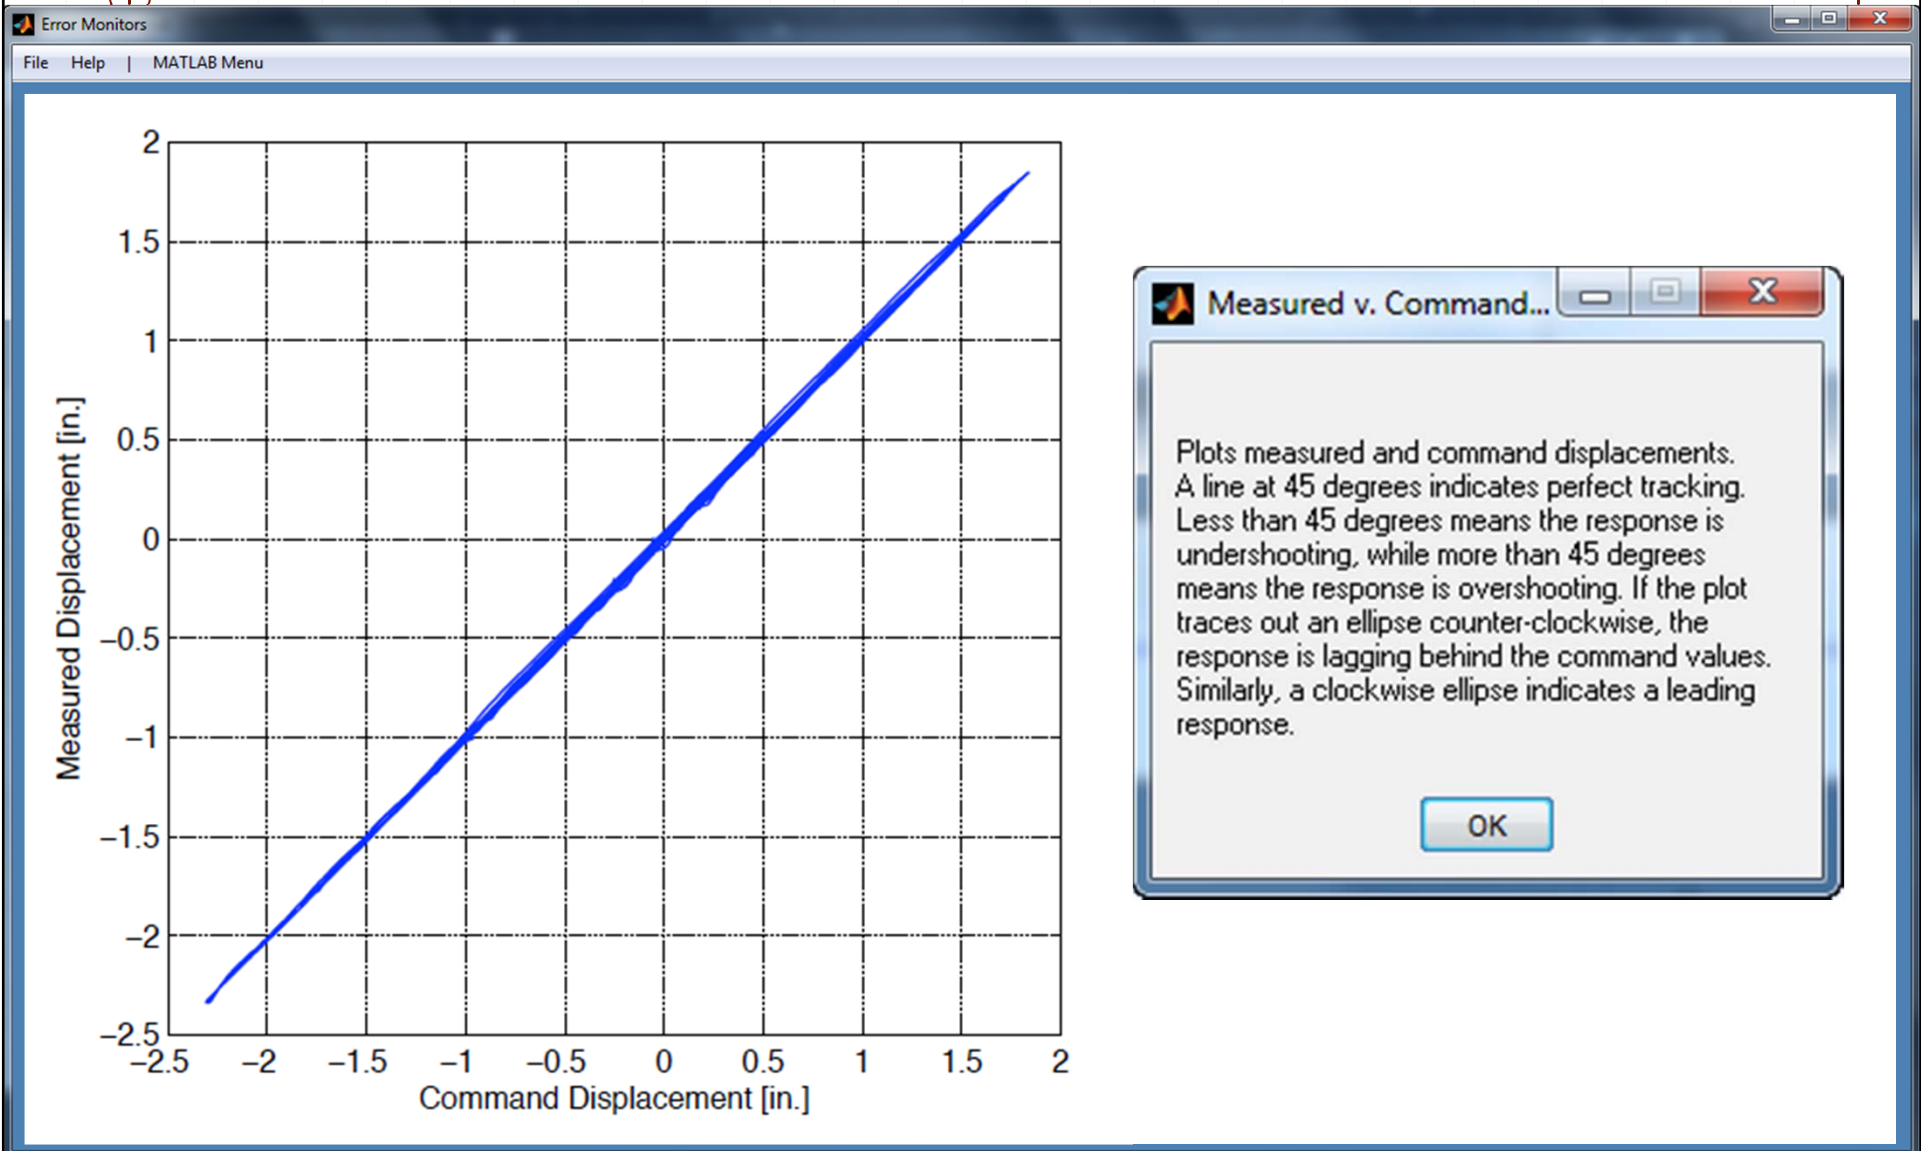 Error Monitors
File Help | MATLAB Menu
2
1.5
1
0.5
0
−0.5
−1
−1.5
−2
−2.5
Measured Displacement [in.]
−2.5 −2 −1.5 −1 −0.5 0 0.5 1 1.5 2
Command Displacement [in.]
Measured v. Command...
Plots measured and command displacements.
A line at 45 degrees indicates perfect tracking.
Less than 45 degrees means the response is
undershooting, while more than 45 degrees
means the response is overshooting. If the plot
traces out an ellipse counter-clockwise, the
response is lagging behind the command values.
Similarly, a clockwise ellipse indicates a leading
response.
OK